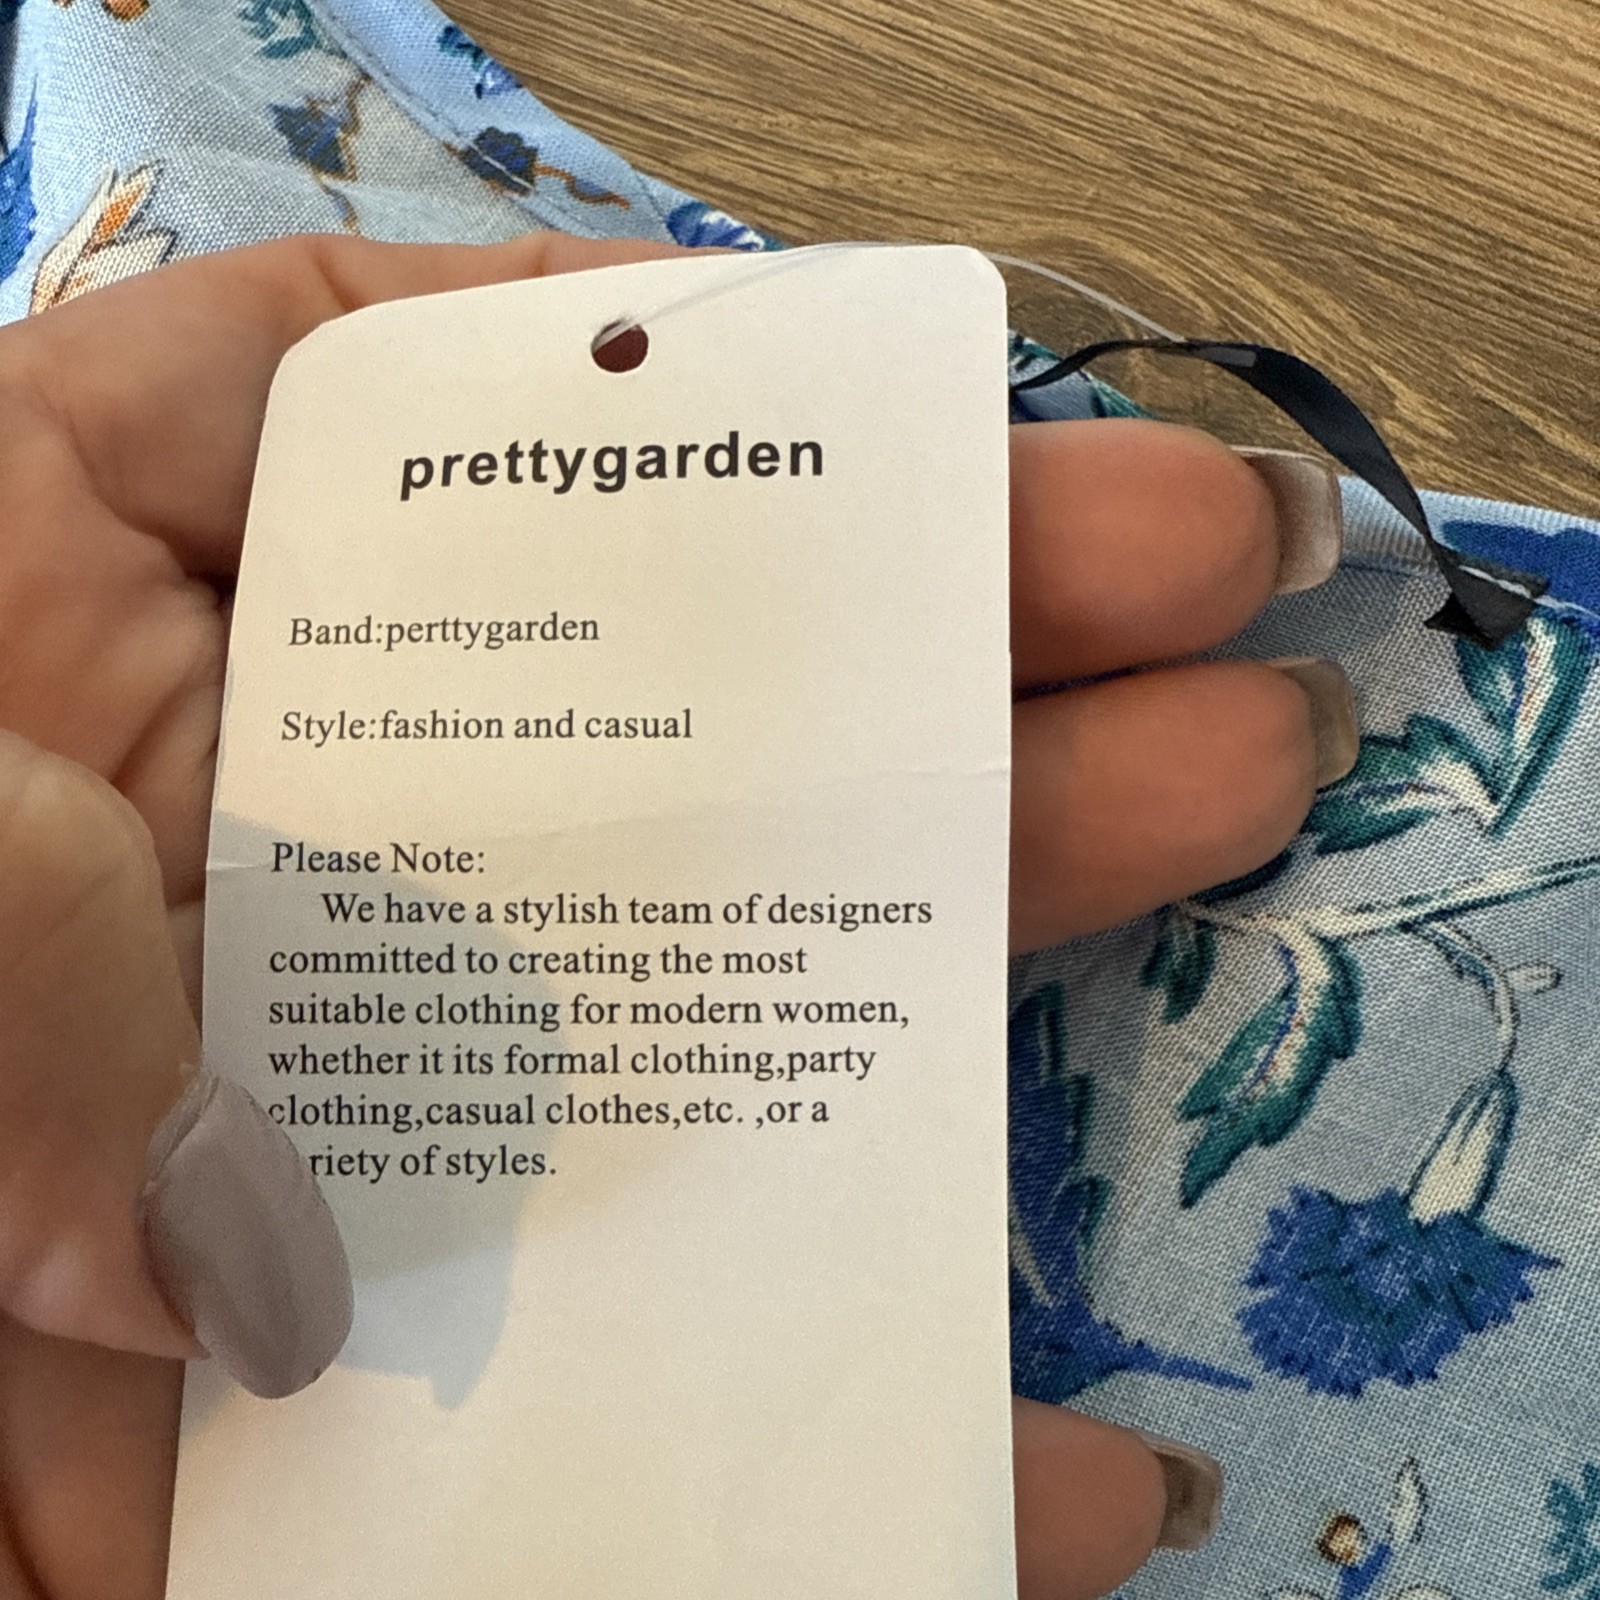 prettygarden
Band:perttygarden
Style:fashion and casual
Please Note:
We have a stylish team of designers
committed to creating the most
suitable clothing for modern women,
whether it its formal clothing,party
clothing,casual clothes,etc. ,or a
riety of styles.